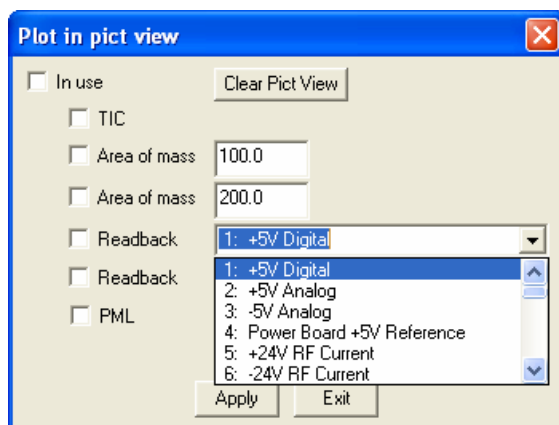 Plot in pict view
In use
Clear Pict View
TIC
Area of mass 100.0
Area of mass 200.0
Readback 1: +5V Digital
Readback
PML
1: +5V Digital
2: +5V Analog
3: -5V Analog
4: Power Board +5V Reference
5: +24V RF Current
6: -24V RF Current
Apply
Exit